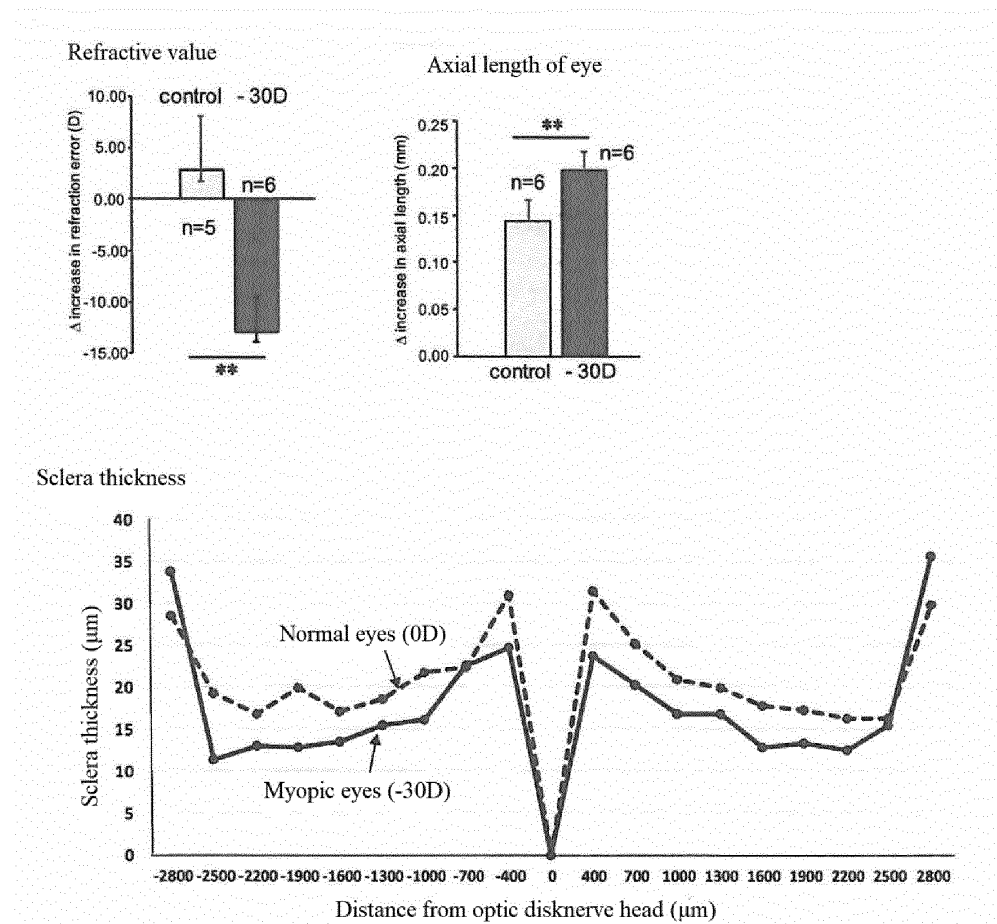 Refractive value
Δ increase in refraction error (D)
10.00
5.00
0.00
-5.00
-10.00
-15.00
control - 30D
n=6
n=5
**
Axial length of eye
Δ increase in axial length (mm)
0.25
0.20
0.15
0.10
0.05
0.00
**
n=6
n=6
control - 30D
Sclera thickness
Sclera thickness (μm)
40
35
30
25
20
15
10
5
0
Normal eyes (0D)
Myopic eyes (-30D)
-2800 -2500 -2200 -1900 -1600 -1300 -1000 -700 -400 0 400 700 1000 1300 1600 1900 2200 2500 2800
Distance from optic disknerve head (μm)